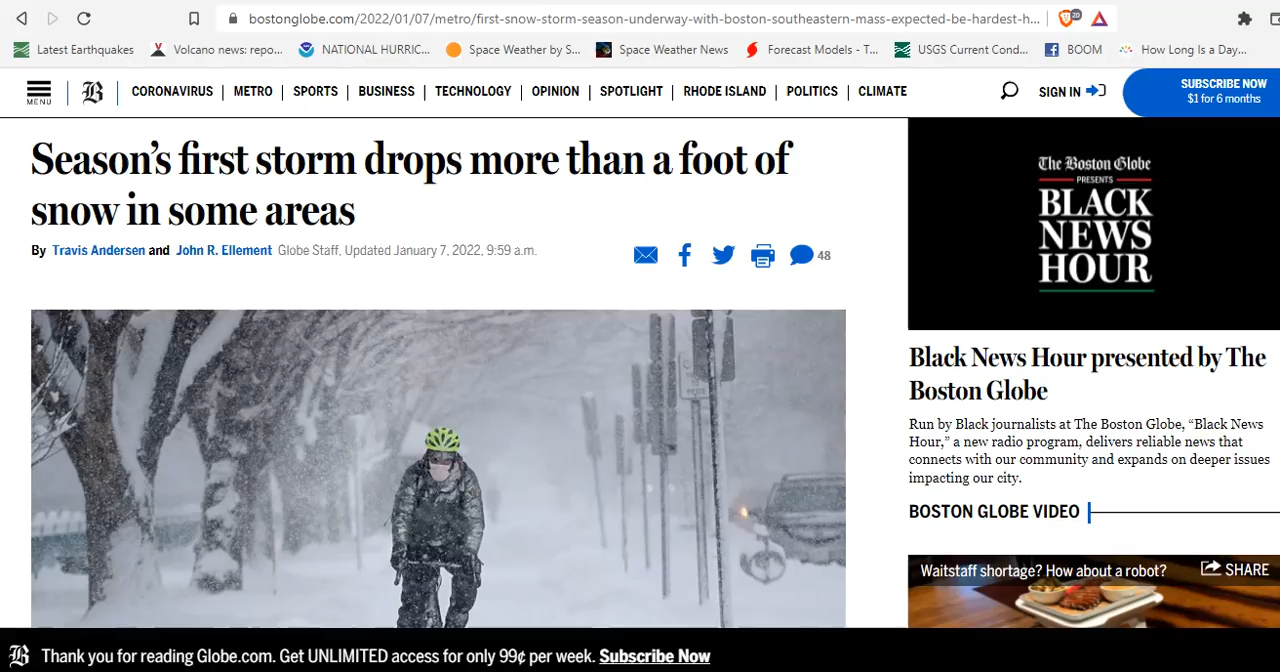 bostonglobe.com/2022/01/07/metro/first-snow-storm-season-underway-with-boston-southeastern-mass-expected-be-hardest-h...
20
Latest Earthquakes
Volcano news: repo...
NATIONAL HURRIC...
Space Weather by S...
Space Weather News
Forecast Models - T...
USGS Current Cond...
BOOM
How Long Is a Day...
MENU
B
CORONAVIRUS
METRO
SPORTS
BUSINESS
TECHNOLOGY
OPINION
SPOTLIGHT
RHODE ISLAND
POLITICS
CLIMATE
SIGN IN
SUBSCRIBE NOW
$1 for 6 months
Season's first storm drops more than a foot of
snow in some areas
By Travis Andersen and John R. Ellement Globe Staff, Updated January 7, 2022, 9:59 a.m.
48
The Boston Globe
PRESENTS
BLACK
NEWS
HOUR
Black News Hour presented by The
Boston Globe
Run by Black journalists at The Boston Globe, “Black News
Hour,” a new radio program, delivers reliable news that
connects with our community and expands on deeper issues
impacting our city.
BOSTON GLOBE VIDEO
Waitstaff shortage? How about a robot?
SHARE
B Thank you for reading Globe.com. Get UNLIMITED access for only 99¢ per week. Subscribe Now